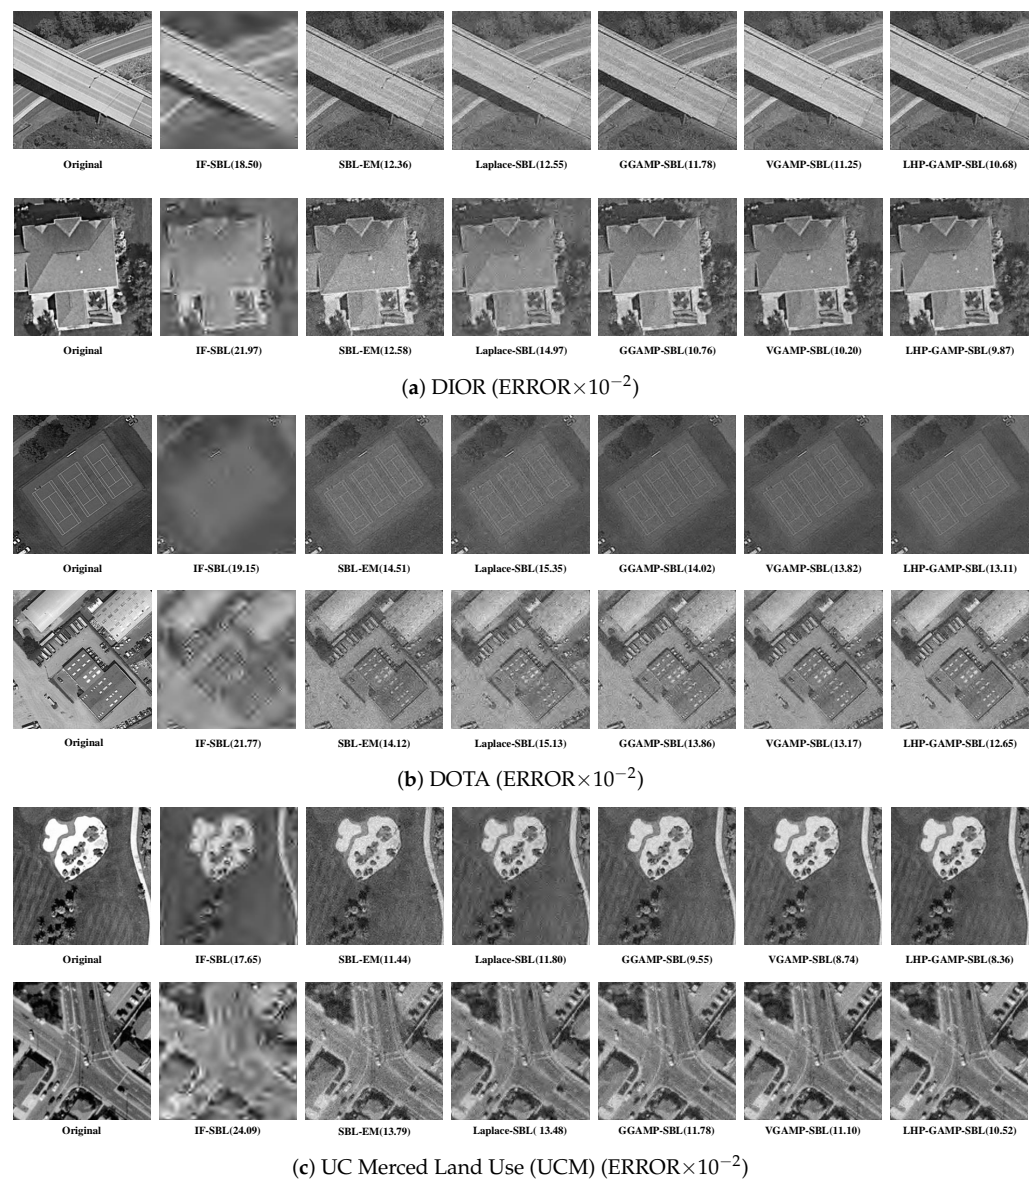 Original IF-SBL(18.50) SBL-EM(12.36) Laplace-SBL(12.55) GGAMP-SBL(11.78) VGAMP-SBL(11.25) LHP-GAMP-SBL(10.68)
Original IF-SBL(21.97) SBL-EM(12.58) Laplace-SBL(14.97) GGAMP-SBL(10.76) VGAMP-SBL(10.20) LHP-GAMP-SBL(9.87)
(a) DIOR (ERROR×10⁻²)
Original IF-SBL(19.15) SBL-EM(14.51) Laplace-SBL(15.35) GGAMP-SBL(14.02) VGAMP-SBL(13.82) LHP-GAMP-SBL(13.11)
Original IF-SBL(21.77) SBL-EM(14.12) Laplace-SBL(15.13) GGAMP-SBL(13.86) VGAMP-SBL(13.17) LHP-GAMP-SBL(12.65)
(b) DOTA (ERROR×10⁻²)
Original IF-SBL(17.65) SBL-EM(11.44) Laplace-SBL(11.80) GGAMP-SBL(9.55) VGAMP-SBL(8.74) LHP-GAMP-SBL(8.36)
Original IF-SBL(24.09) SBL-EM(13.79) Laplace-SBL( 13.48) GGAMP-SBL(11.78) VGAMP-SBL(11.10) LHP-GAMP-SBL(10.52)
(c) UC Merced Land Use (UCM) (ERROR×10⁻²)